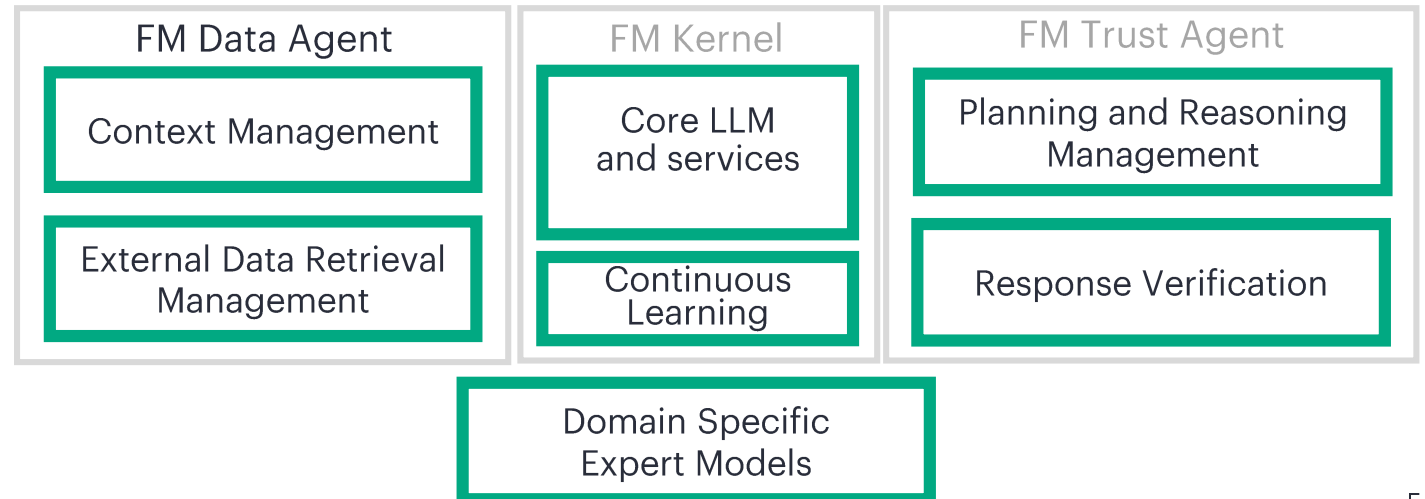 FM Data Agent
Context Management
External Data Retrieval
Management
FM Kernel
Core LLM
and services
Continuous
Learning
FM Trust Agent
Planning and Reasoning
Management
Response Verification
Domain Specific
Expert Models